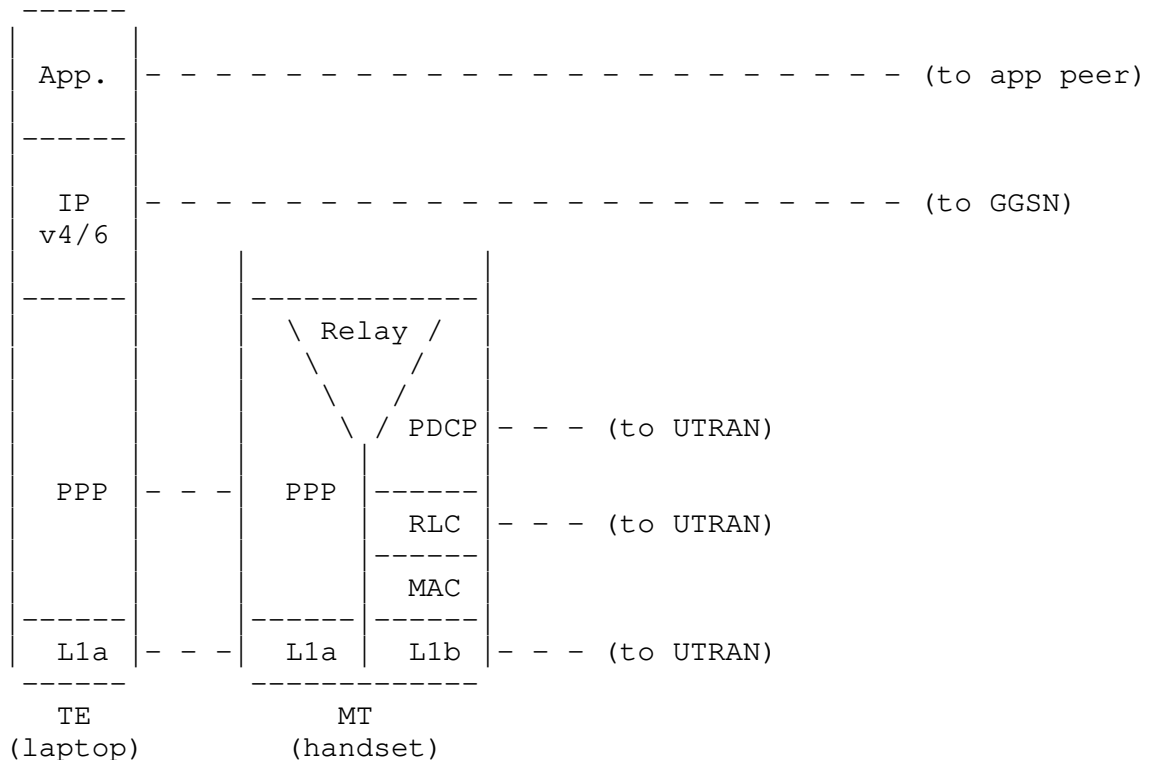 App. (to app peer)
IP (to GGSN)
v4/6
Relay
PDCP (to UTRAN)
PPP PPP
RLC (to UTRAN)
MAC
L1a L1a L1b (to UTRAN)
TE MT
(laptop) (handset)